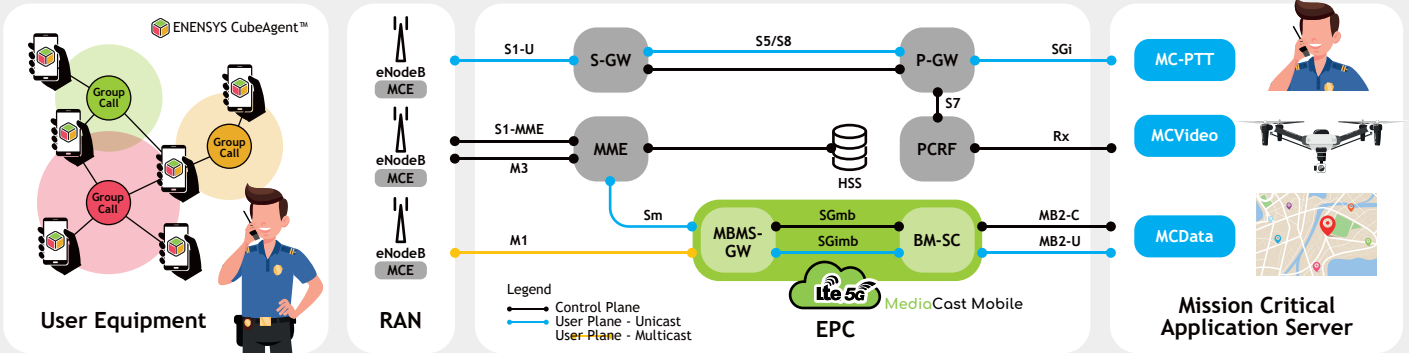 ENENSYS CubeAgent™
Group
Call
Group
Call
Group
Call
User Equipment
eNodeB
MCE
eNodeB
MCE
eNodeB
MCE
RAN
S1-U
S-GW
S5/S8
P-GW
SGi
S7
S1-MME
M3
MME
HSS
PCRF
Rx
Sm
M1
MBMS-
GW
SGmb
SGimb
BM-SC
MB2-C
MB2-U
Lte 5G
MediaCast Mobile
Legend
Control Plane
User Plane - Unicast
User Plane - Multicast
EPC
MC-PTT
MCVideo
MCData
Mission Critical
Application Server